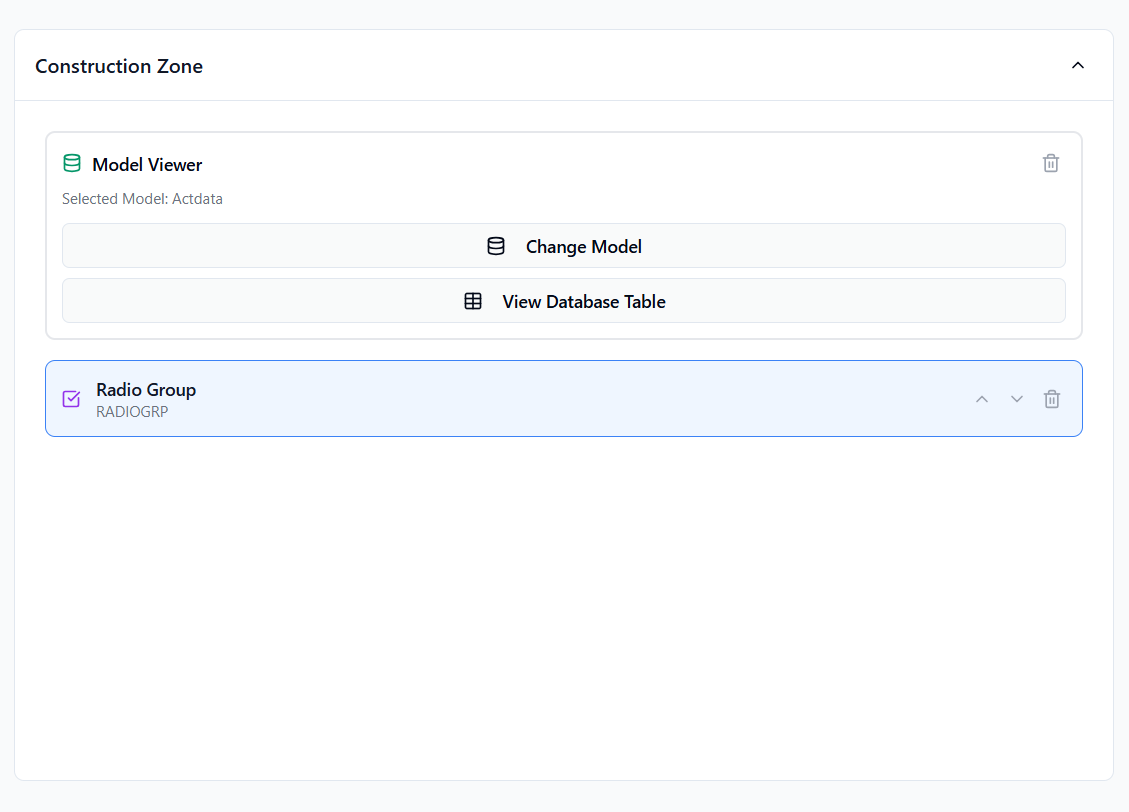 Construction Zone
Model Viewer
Selected Model: Actdata
Change Model
View Database Table
Radio Group
RADIOGRP